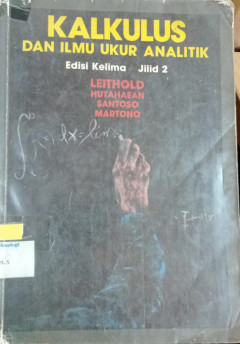 KALKULUS
DAN ILMU UKUR ANALITIK
Edisi Kelima Jilid 2
LEITHOLD
HUTAHAEAN
SANTOSO
MARTONO